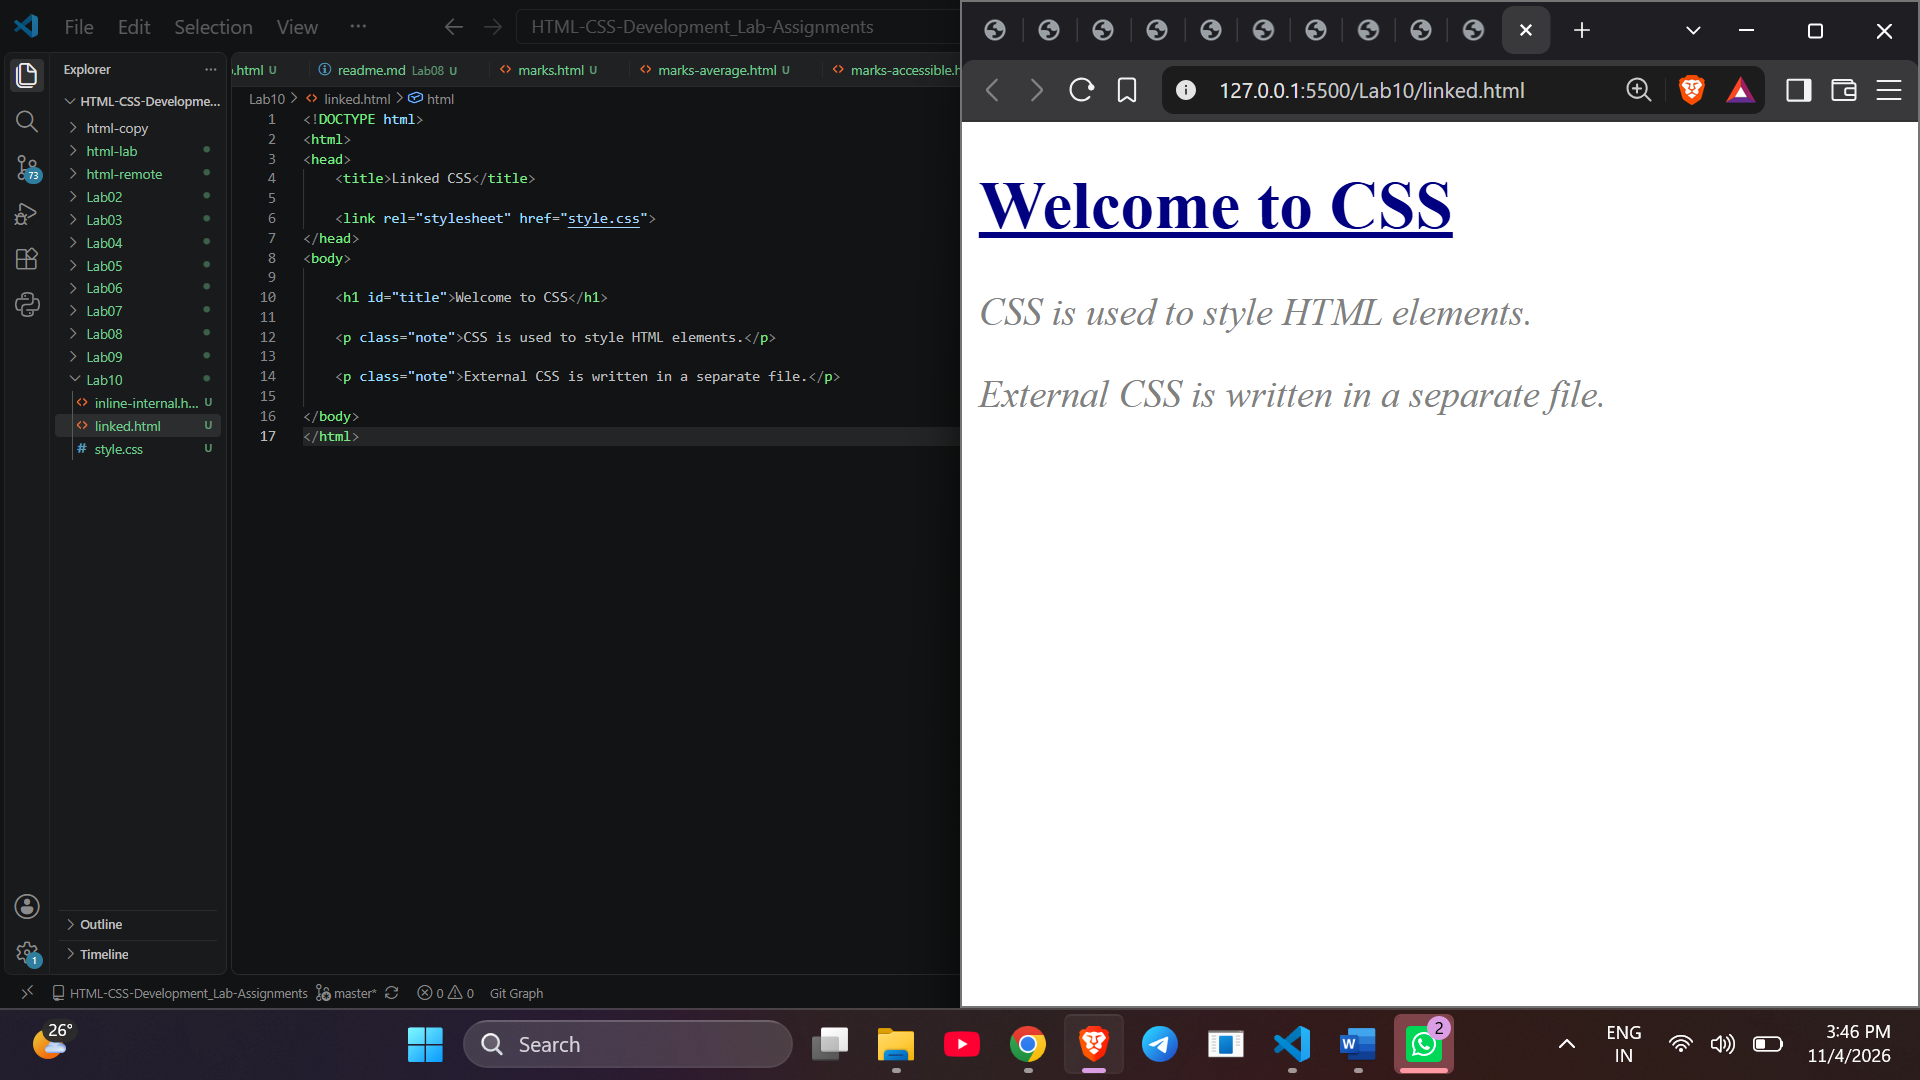 File Edit Selection View ··· HTML-CSS-Development_Lab-Assignments
Explorer ···
HTML-CSS-Developme...
html-copy
html-lab
html-remote
Lab02
Lab03
Lab04
Lab05
Lab06
Lab07
Lab08
Lab09
Lab10
inline-internal.h... U
linked.html U
style.css U
Outline
Timeline
73
1
.html U readme.md Lab08 U marks.html U marks-average.html U marks-accessible.h
Lab10 > linked.html > html
1 <!DOCTYPE html>
2 <html>
3 <head>
4 <title>Linked CSS</title>
5
6 <link rel="stylesheet" href="style.css">
7 </head>
8 <body>
9
10 <h1 id="title">Welcome to CSS</h1>
11
12 <p class="note">CSS is used to style HTML elements.</p>
13
14 <p class="note">External CSS is written in a separate file.</p>
15
16 </body>
17 </html>
HTML-CSS-Development_Lab-Assignments master* 0 0 Git Graph
127.0.0.1:5500/Lab10/linked.html
Welcome to CSS
CSS is used to style HTML elements.
External CSS is written in a separate file.
26° Search W 2 ENG
IN
3:46 PM
11/4/2026